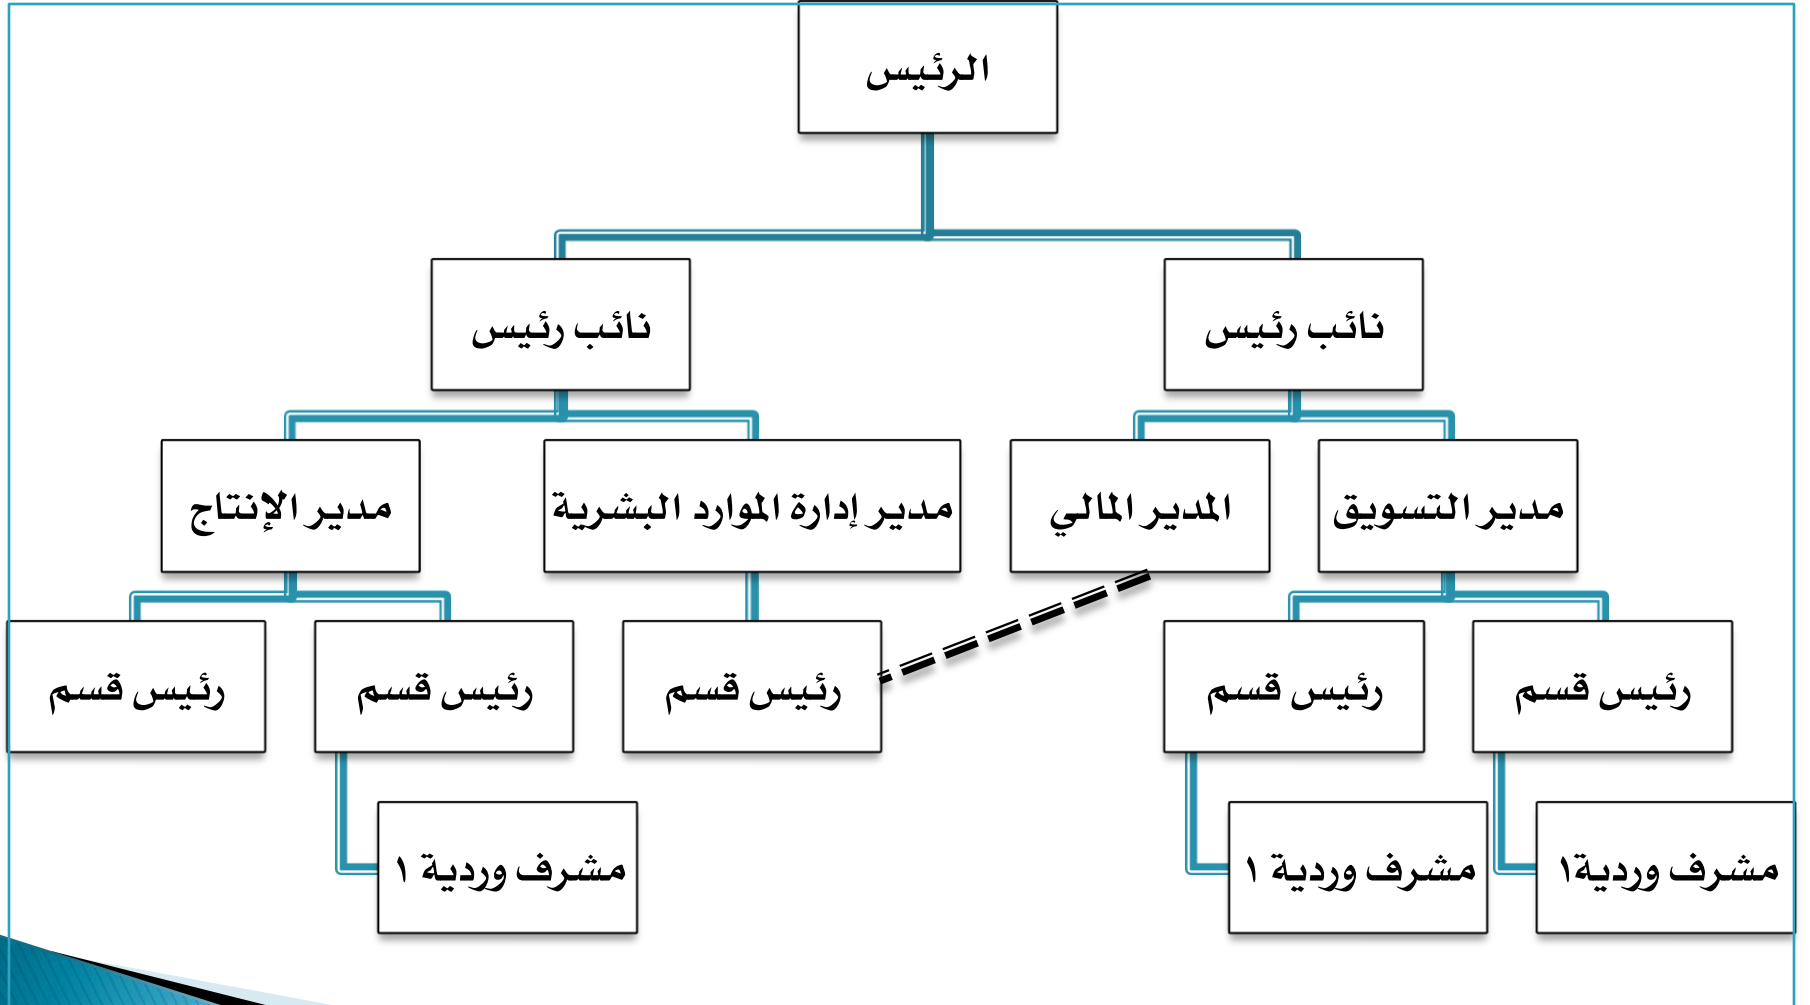 الرئيس
نائب رئيس
نائب رئيس
مدير التسويق
المدير المالي
مدير إدارة الموارد البشرية
مدير الإنتاج
رئيس قسم
رئيس قسم
رئيس قسم
رئيس قسم
رئيس قسم
مشرف وردية١
مشرف وردية ١
مشرف وردية ١